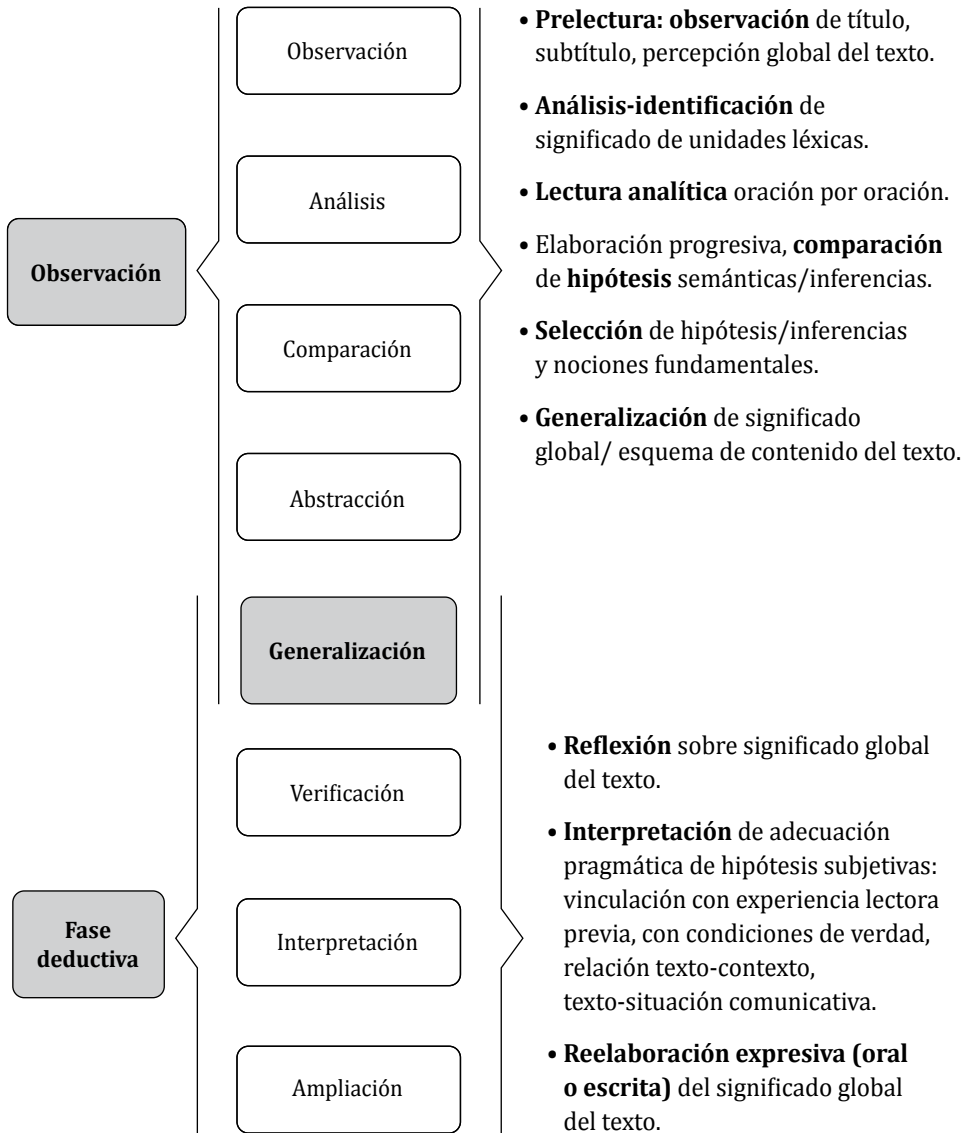 Observación
Análisis
Observación
Comparación
Abstracción
• Prelectura: observación de título,
subtítulo, percepción global del texto.
• Análisis-identificación de
significado de unidades léxicas.
• Lectura analítica oración por oración.
• Elaboración progresiva, comparación
de hipótesis semánticas/inferencias.
• Selección de hipótesis/inferencias
y nociones fundamentales.
• Generalización de significado
global/ esquema de contenido del texto.
Generalización
Verificación
Fase
deductiva
Interpretación
Ampliación
• Reflexión sobre significado global
del texto.
• Interpretación de adecuación
pragmática de hipótesis subjetivas:
vinculación con experiencia lectora
previa, con condiciones de verdad,
relación texto-contexto,
texto-situación comunicativa.
• Reelaboración expresiva (oral
o escrita) del significado global
del texto.